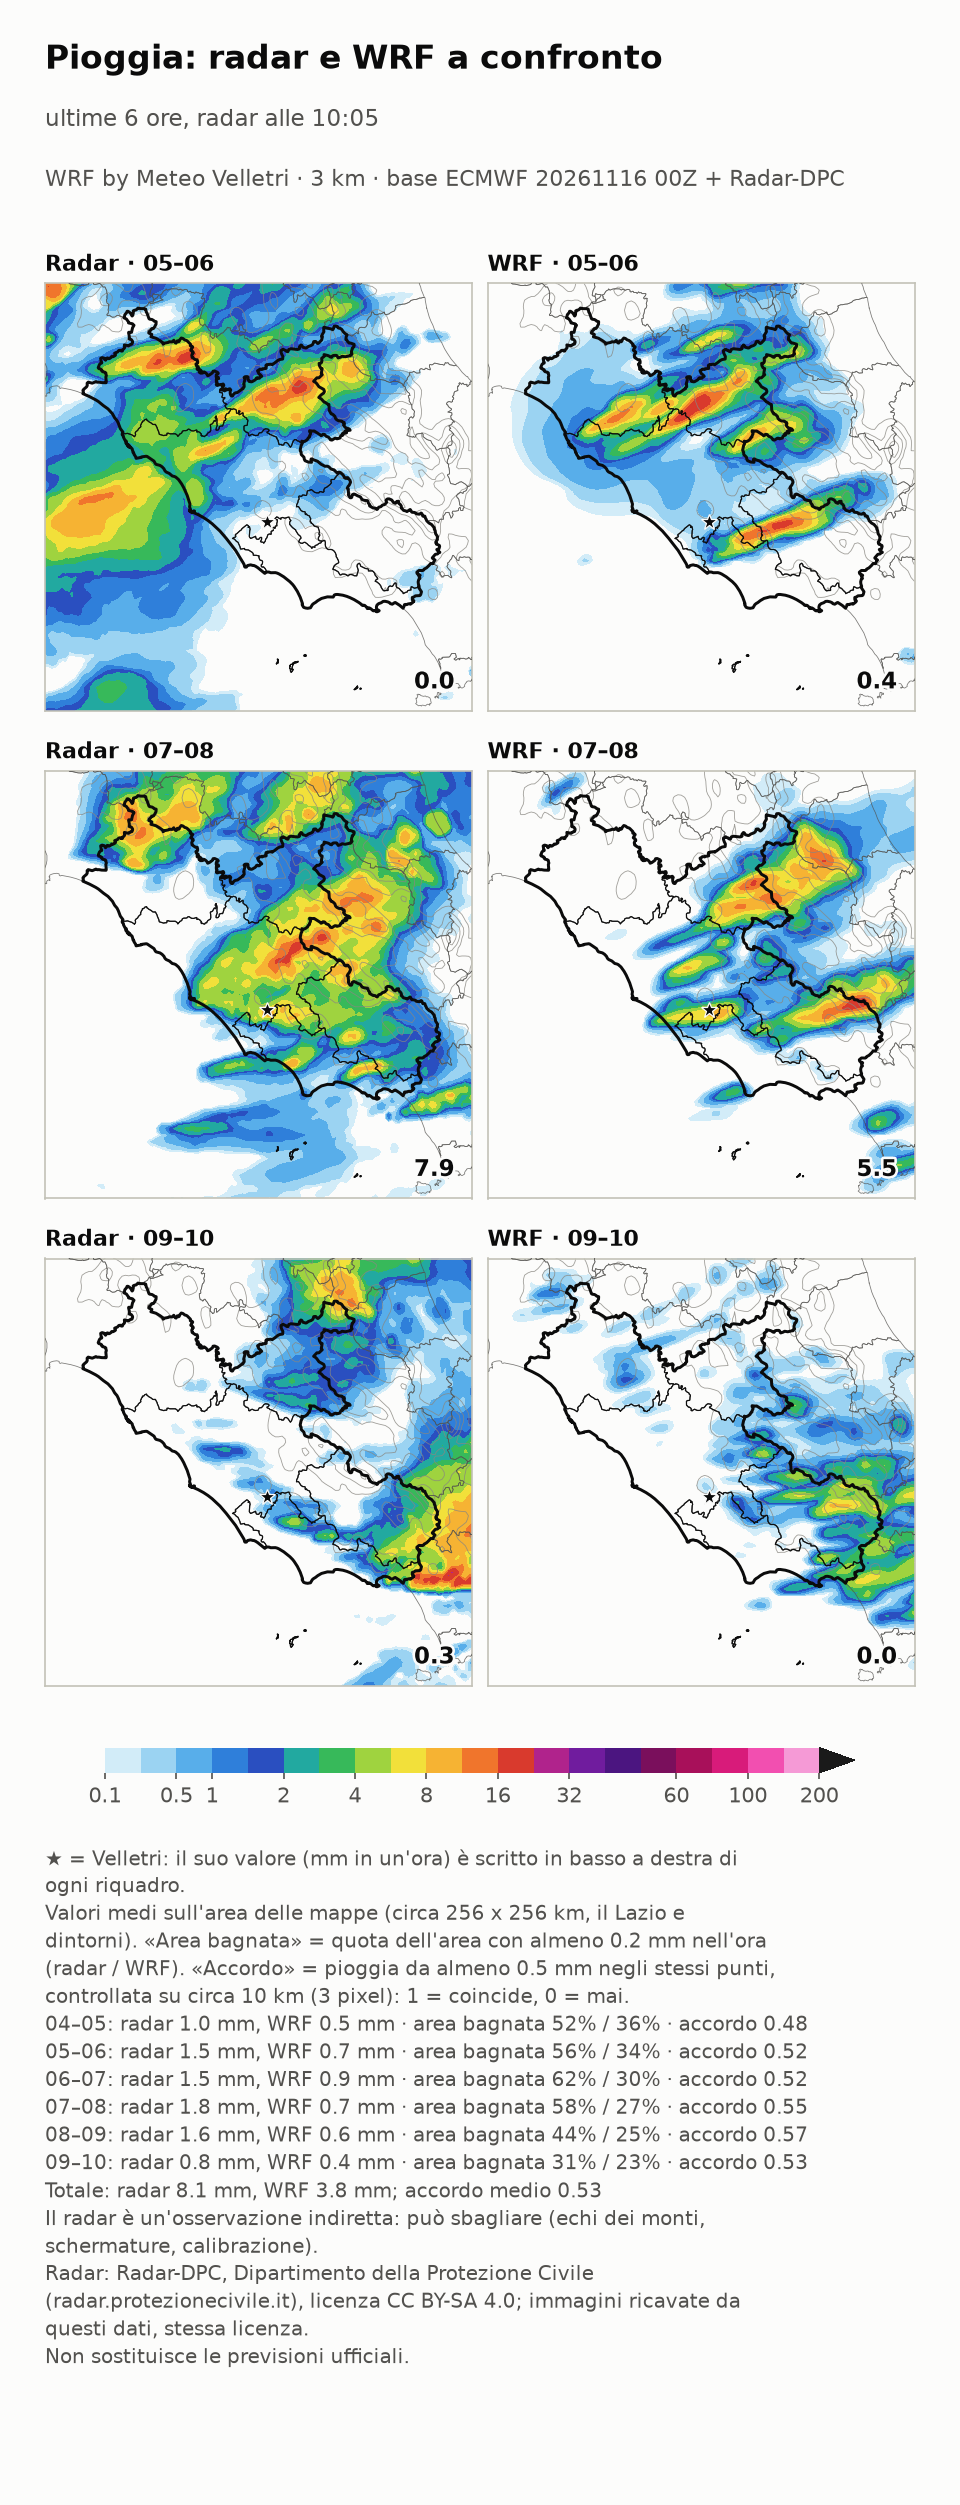 Pioggia: radar e WRF a confronto
ultime 6 ore, radar alle 10:05
WRF by Meteo Velletri · 3 km · base ECMWF 20261116 00Z + Radar-DPC
Radar · 05–06
WRF · 05–06
0.0
0.4
Radar · 07–08
WRF · 07–08
7.9
5.5
Radar · 09–10
WRF · 09–10
0.3
0.0
0.1 0.5 1 2 4 8 16 32 60 100 200
★ = Velletri: il suo valore (mm in un'ora) è scritto in basso a destra di
ogni riquadro.
Valori medi sull'area delle mappe (circa 256 x 256 km, il Lazio e
dintorni). «Area bagnata» = quota dell'area con almeno 0.2 mm nell'ora
(radar / WRF). «Accordo» = pioggia da almeno 0.5 mm negli stessi punti,
controllata su circa 10 km (3 pixel): 1 = coincide, 0 = mai.
04–05: radar 1.0 mm, WRF 0.5 mm · area bagnata 52% / 36% · accordo 0.48
05–06: radar 1.5 mm, WRF 0.7 mm · area bagnata 56% / 34% · accordo 0.52
06–07: radar 1.5 mm, WRF 0.9 mm · area bagnata 62% / 30% · accordo 0.52
07–08: radar 1.8 mm, WRF 0.7 mm · area bagnata 58% / 27% · accordo 0.55
08–09: radar 1.6 mm, WRF 0.6 mm · area bagnata 44% / 25% · accordo 0.57
09–10: radar 0.8 mm, WRF 0.4 mm · area bagnata 31% / 23% · accordo 0.53
Totale: radar 8.1 mm, WRF 3.8 mm; accordo medio 0.53
Il radar è un'osservazione indiretta: può sbagliare (echi dei monti,
schermature, calibrazione).
Radar: Radar-DPC, Dipartimento della Protezione Civile
(radar.protezionecivile.it), licenza CC BY-SA 4.0; immagini ricavate da
questi dati, stessa licenza.
Non sostituisce le previsioni ufficiali.